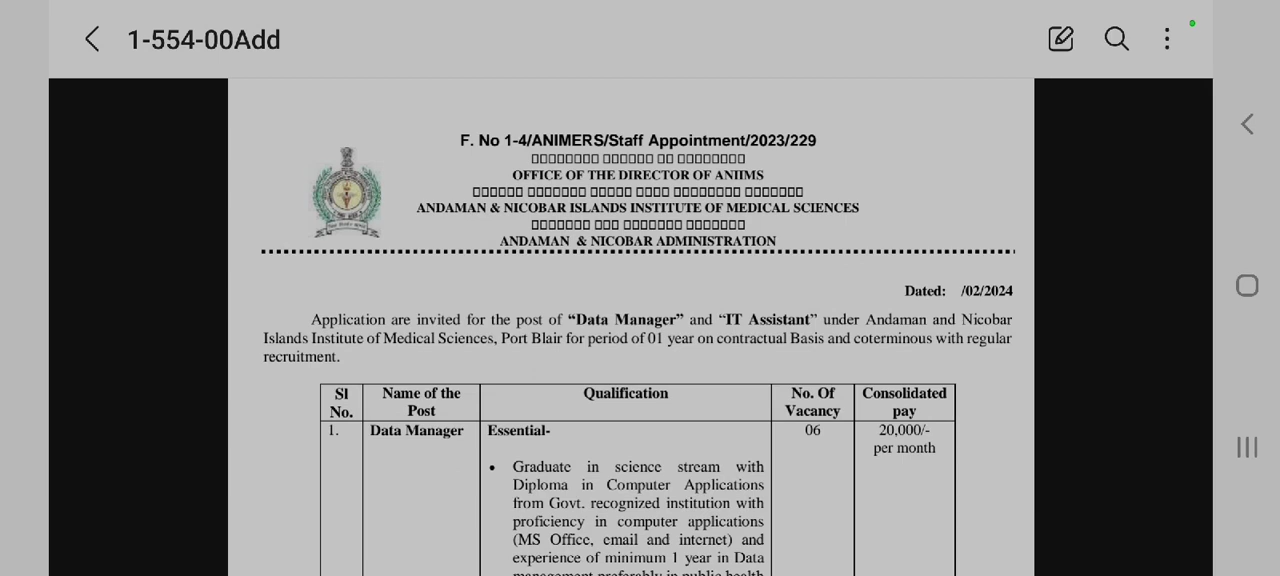 1-554-00Add
F. No 1-4/ANIMERS/Staff Appointment/2023/229
OFFICE OF THE DIRECTOR OF ANIIMS
ANDAMAN & NICOBAR ISLANDS INSTITUTE OF MEDICAL SCIENCES
ANDAMAN & NICOBAR ADMINISTRATION
Dated: /02/2024
Application are invited for the post of “Data Manager” and “IT Assistant” under Andaman and Nicobar
Islands Institute of Medical Sciences, Port Blair for period of 01 year on contractual Basis and coterminous with regular
recruitment.
Sl No. Name of the Post Qualification No. Of Vacancy Consolidated pay
1. Data Manager Essential- 06 20,000/- per month
• Graduate in science stream with
Diploma in Computer Applications
from Govt. recognized institution with
proficiency in computer applications
(MS Office, email and internet) and
experience of minimum 1 year in Data
management preferably in public health